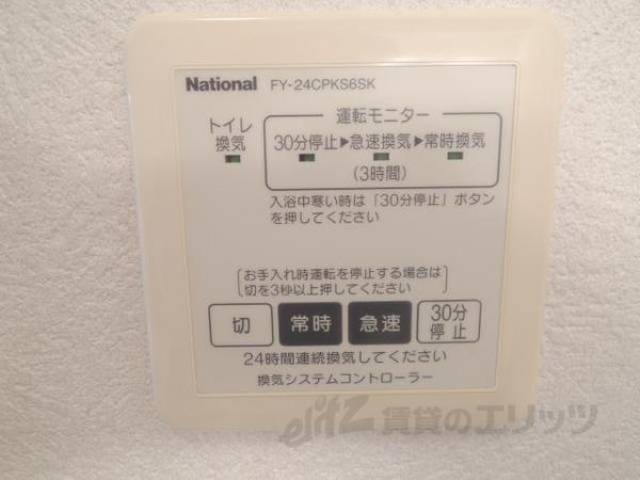 National FY-24CPKS6SK
トイレ
換気
運転モニター
30分停止▶急速換気▶常時換気
(3時間)
入浴中寒い時は「30分停止」ボタン
を押してください
お手入れ時運転を停止する場合は
切を3秒以上押してください
切 常時 急速 30分
停止
24時間連続換気してください
換気システムコントローラー
elitz 賃貸のエリッツ